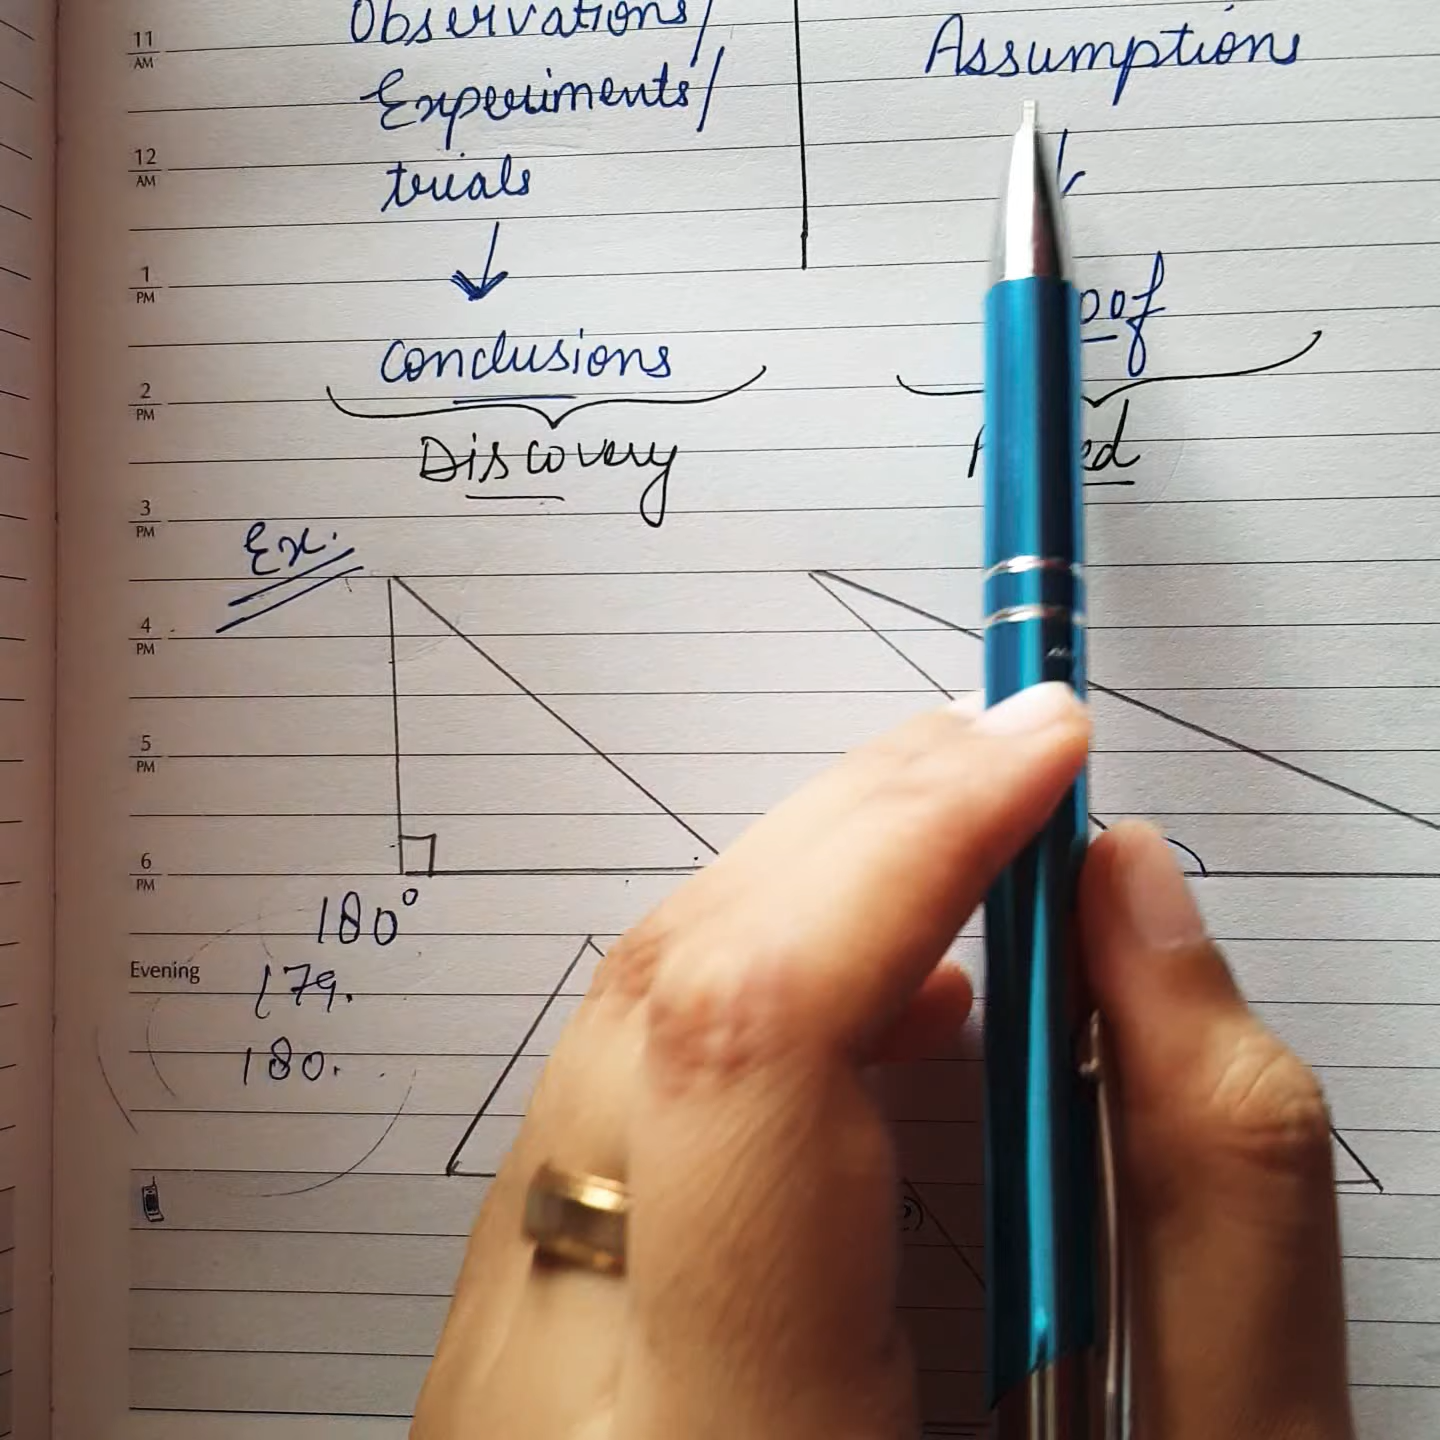 Observations/
Experiments/
trials
Conclusions
Discovery
Assumptions
Ex.
180°
179.
180.
11 AM
12 AM
1 PM
2 PM
3 PM
4 PM
5 PM
6 PM
Evening